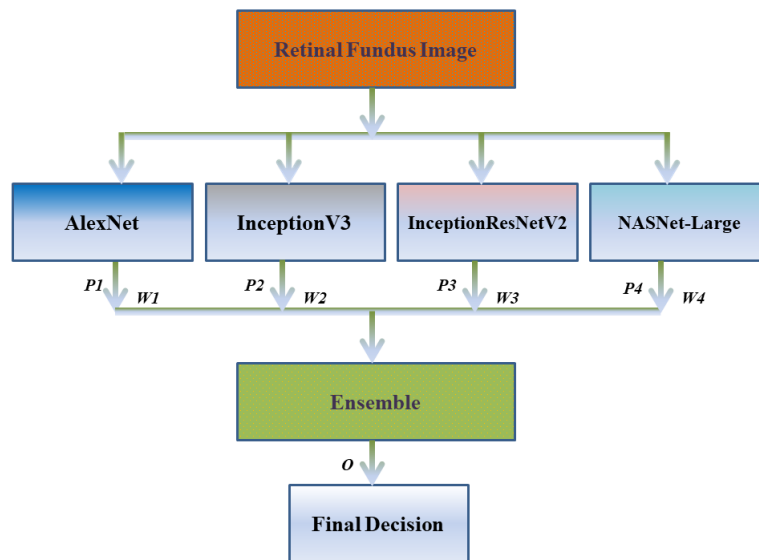 Retinal Fundus Image
AlexNet
InceptionV3
InceptionResNetV2
NASNet-Large
P1
W1
P2
W2
P3
W3
P4
W4
Ensemble
O
Final Decision